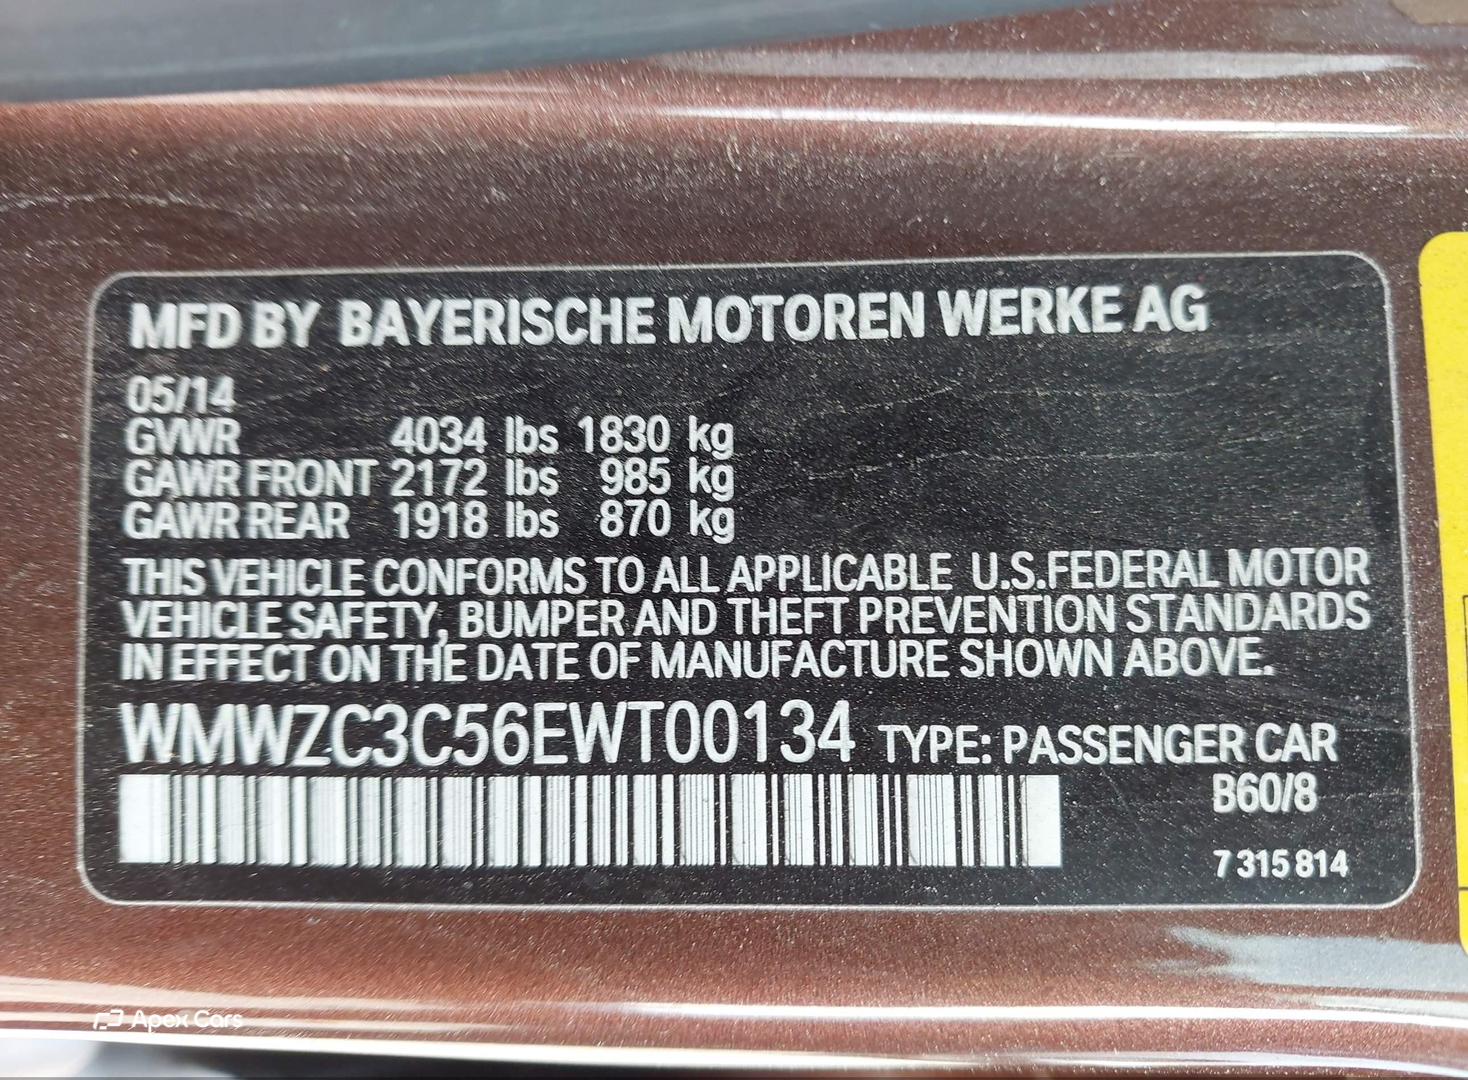 MFD BY BAYERISCHE MOTOREN WERKE AG
05/14
GVWR 4034 lbs 1830 kg
GAWR FRONT 2172 lbs 985 kg
GAWR REAR 1918 lbs 870 kg
THIS VEHICLE CONFORMS TO ALL APPLICABLE U.S.FEDERAL MOTOR
VEHICLE SAFETY, BUMPER AND THEFT PREVENTION STANDARDS
IN EFFECT ON THE DATE OF MANUFACTURE SHOWN ABOVE.
WMWZC3C56EWT00134 TYPE: PASSENGER CAR
B60/8
7 315 814
Apex Cars